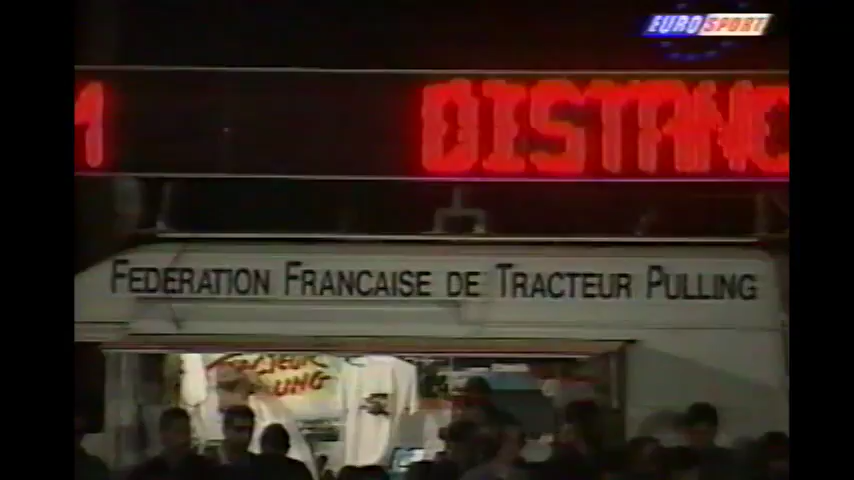 EUROSPORT
M DISTANC
FEDERATION FRANCAISE DE TRACTEUR PULLING